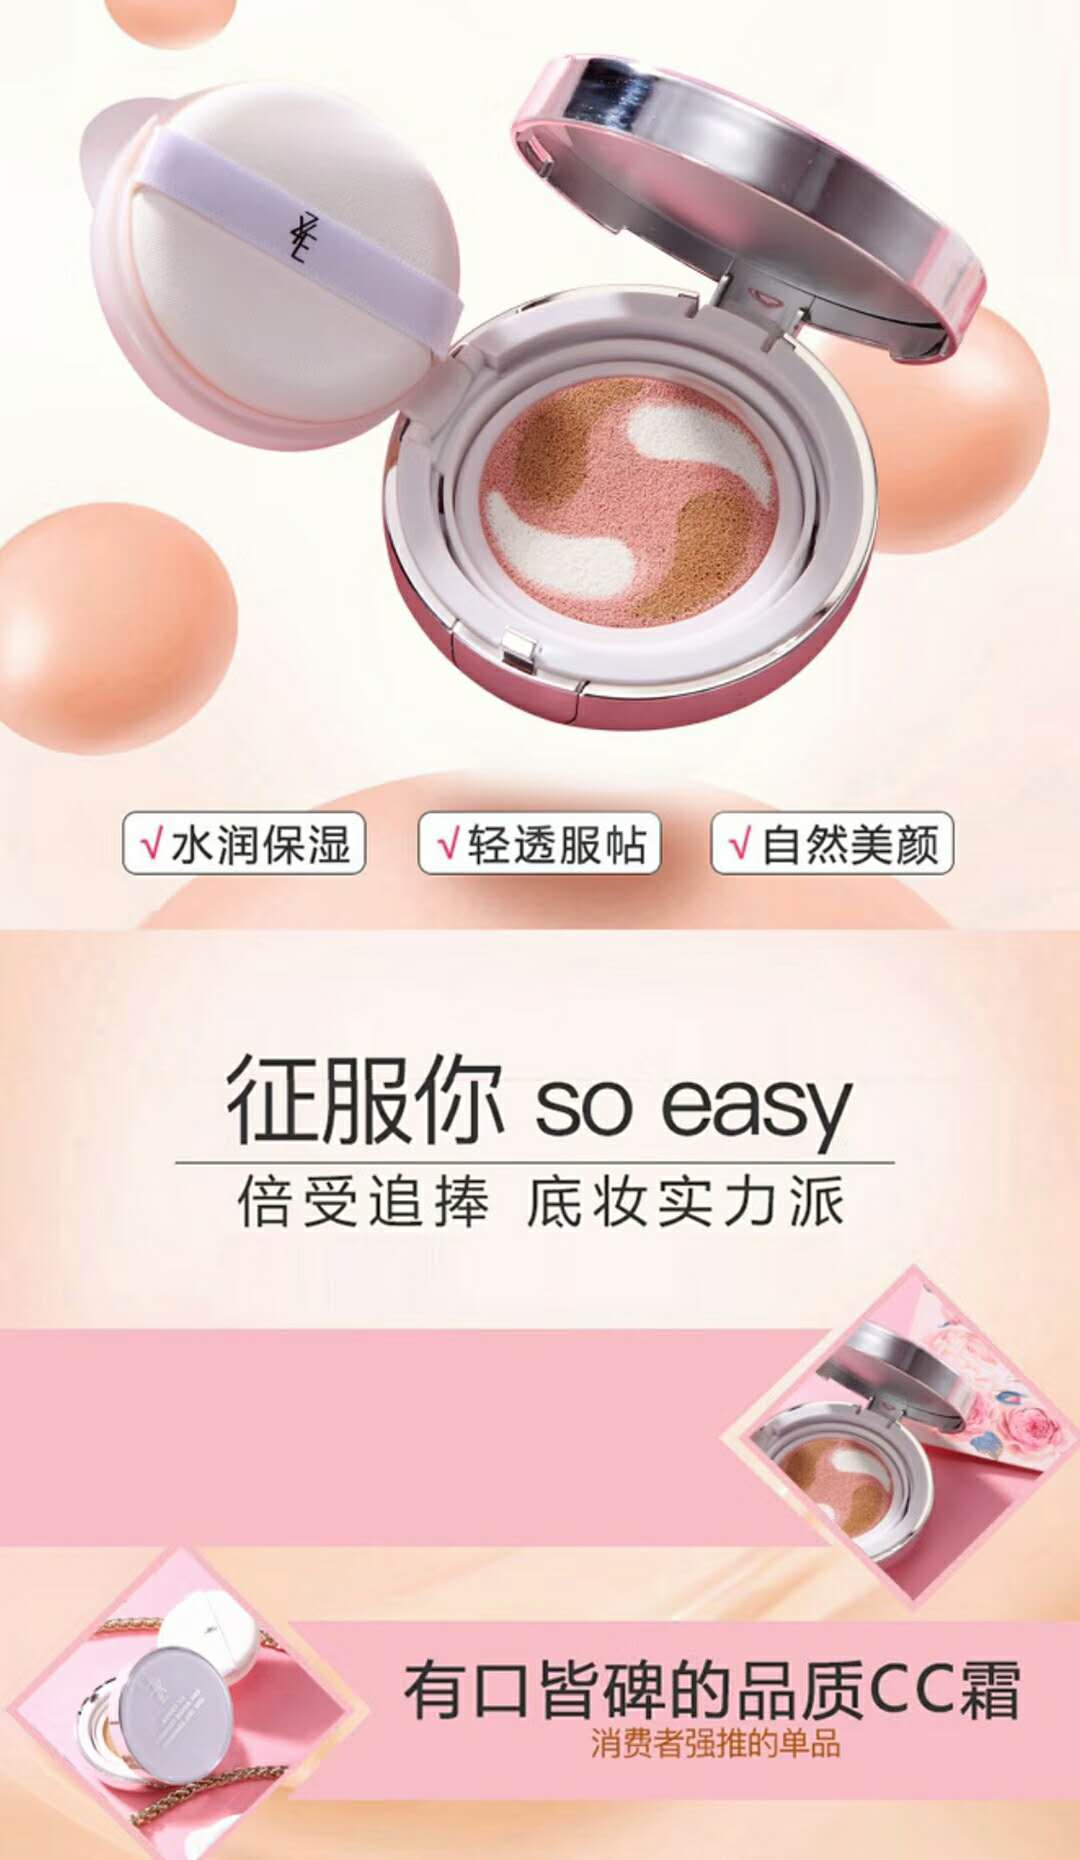 √水润保湿 √轻透服帖 √自然美颜
征服你 so easy
倍受追捧 底妆实力派
有口皆碑的品质CC霜
消费者强推的单品